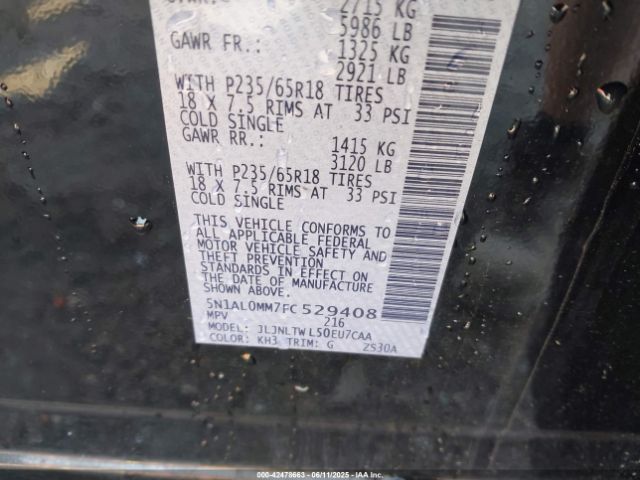 2715 KG
5986 LB
GAWR FR.: 1325 KG
2921 LB
WITH P235/65R18 TIRES
18 X 7.5 RIMS AT 33 PSI
COLD SINGLE
GAWR RR.: 1415 KG
3120 LB
WITH P235/65R18 TIRES
18 X 7.5 RIMS AT 33 PSI
COLD SINGLE
THIS VEHICLE CONFORMS TO
ALL APPLICABLE FEDERAL
MOTOR VEHICLE SAFETY AND
THEFT PREVENTION
STANDARDS IN EFFECT ON
THE DATE OF MANUFACTURE
SHOWN ABOVE.
5N1AL0MM7FC529408
MPV 216
MODEL: JLJNLTWL50EU7CAA
COLOR: KH3 TRIM: G ZS30A
000-42478663 - 06/11/2025 - IAA Inc.